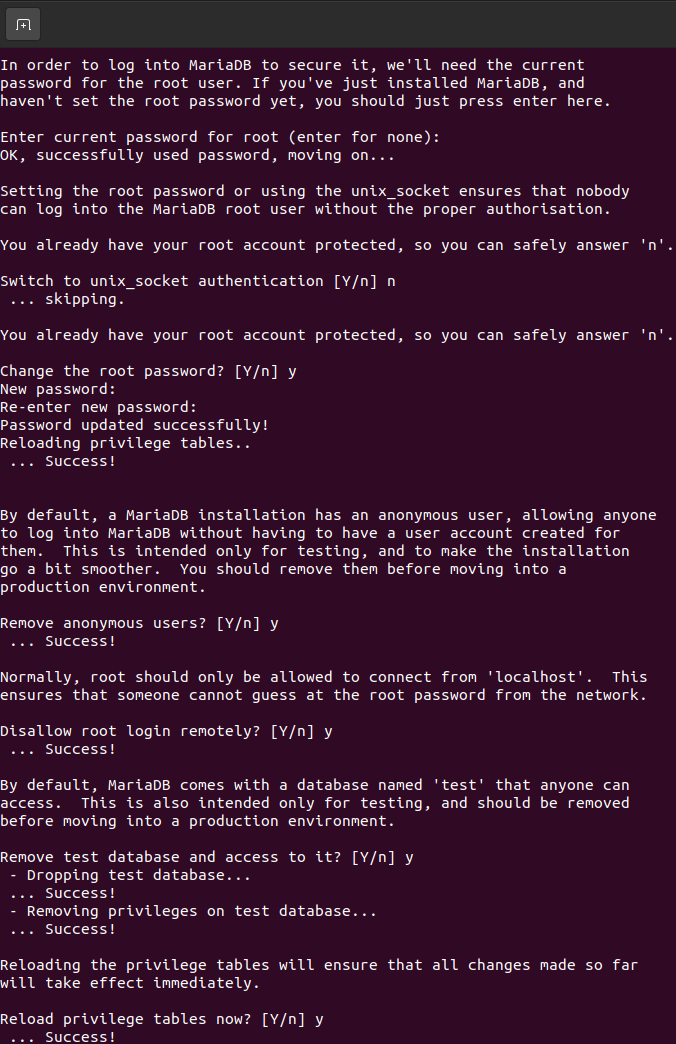 In order to log into MariaDB to secure it, we'll need the current
password for the root user. If you've just installed MariaDB, and
haven't set the root password yet, you should just press enter here.
Enter current password for root (enter for none):
OK, successfully used password, moving on...
Setting the root password or using the unix_socket ensures that nobody
can log into the MariaDB root user without the proper authorisation.
You already have your root account protected, so you can safely answer 'n'.
Switch to unix_socket authentication [Y/n] n
 ... skipping.
You already have your root account protected, so you can safely answer 'n'.
Change the root password? [Y/n] y
New password:
Re-enter new password:
Password updated successfully!
Reloading privilege tables..
 ... Success!
By default, a MariaDB installation has an anonymous user, allowing anyone
to log into MariaDB without having to have a user account created for
them.  This is intended only for testing, and to make the installation
go a bit smoother.  You should remove them before moving into a
production environment.
Remove anonymous users? [Y/n] y
 ... Success!
Normally, root should only be allowed to connect from 'localhost'.  This
ensures that someone cannot guess at the root password from the network.
Disallow root login remotely? [Y/n] y
 ... Success!
By default, MariaDB comes with a database named 'test' that anyone can
access.  This is also intended only for testing, and should be removed
before moving into a production environment.
Remove test database and access to it? [Y/n] y
 - Dropping test database...
 ... Success!
 - Removing privileges on test database...
 ... Success!
Reloading the privilege tables will ensure that all changes made so far
will take effect immediately.
Reload privilege tables now? [Y/n] y
 ... Success!